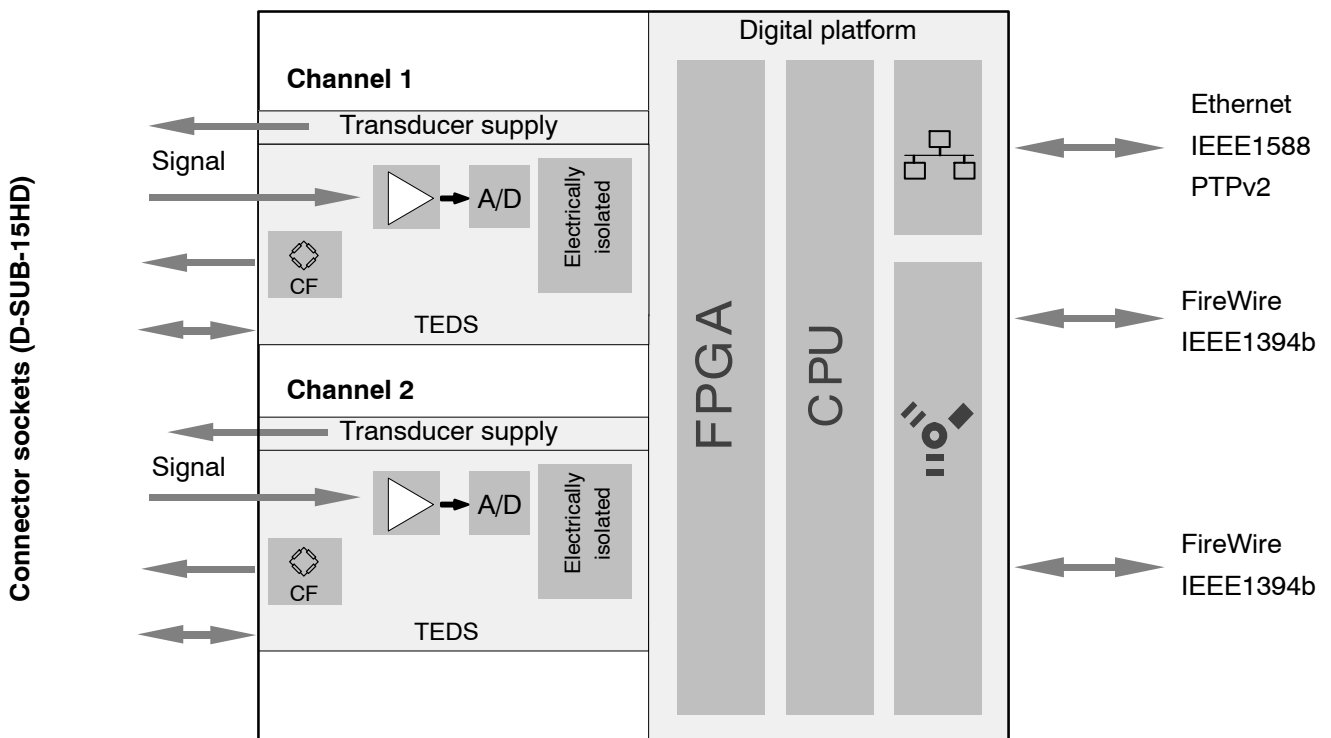 Connector sockets (D-SUB-15HD)
Channel 1
Transducer supply
Signal
A/D
Electrically
isolated
CF
TEDS
Channel 2
Transducer supply
Signal
A/D
Electrically
isolated
CF
TEDS
Digital platform
FPGA
CPU
Ethernet
IEEE1588
PTPv2
FireWire
IEEE1394b
FireWire
IEEE1394b